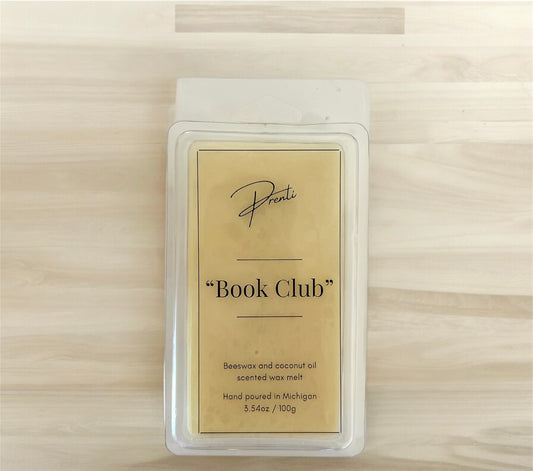 Prenti
“Book Club”
Beeswax and coconut oil
scented wax melt
Hand poured in Michigan
3.54oz / 100g